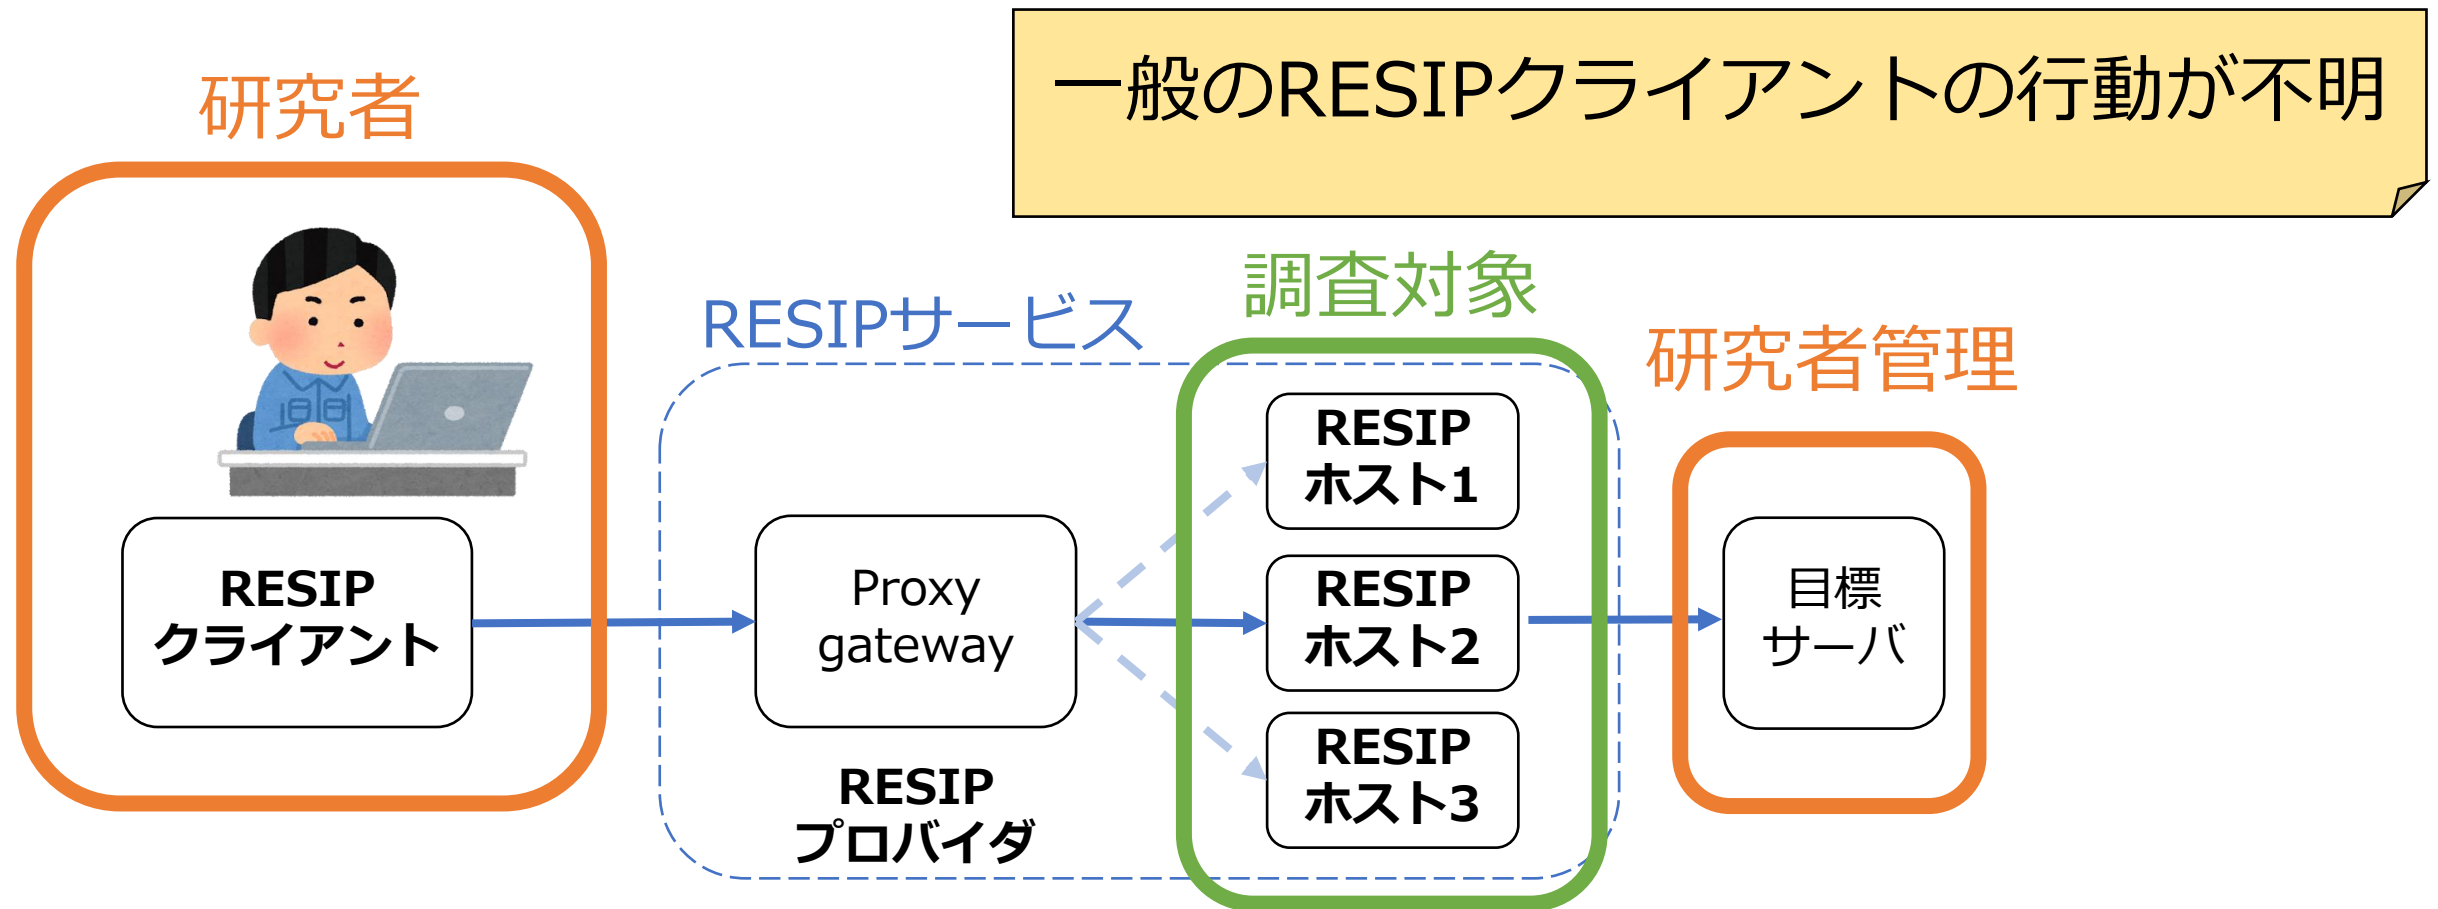 一般のRESIPクライアントの行動が不明
研究者
調査対象
RESIPサービス
研究者管理
RESIP
クライアント
Proxy
gateway
RESIP
プロバイダ
RESIP
ホスト1
RESIP
ホスト2
RESIP
ホスト3
目標
サーバ